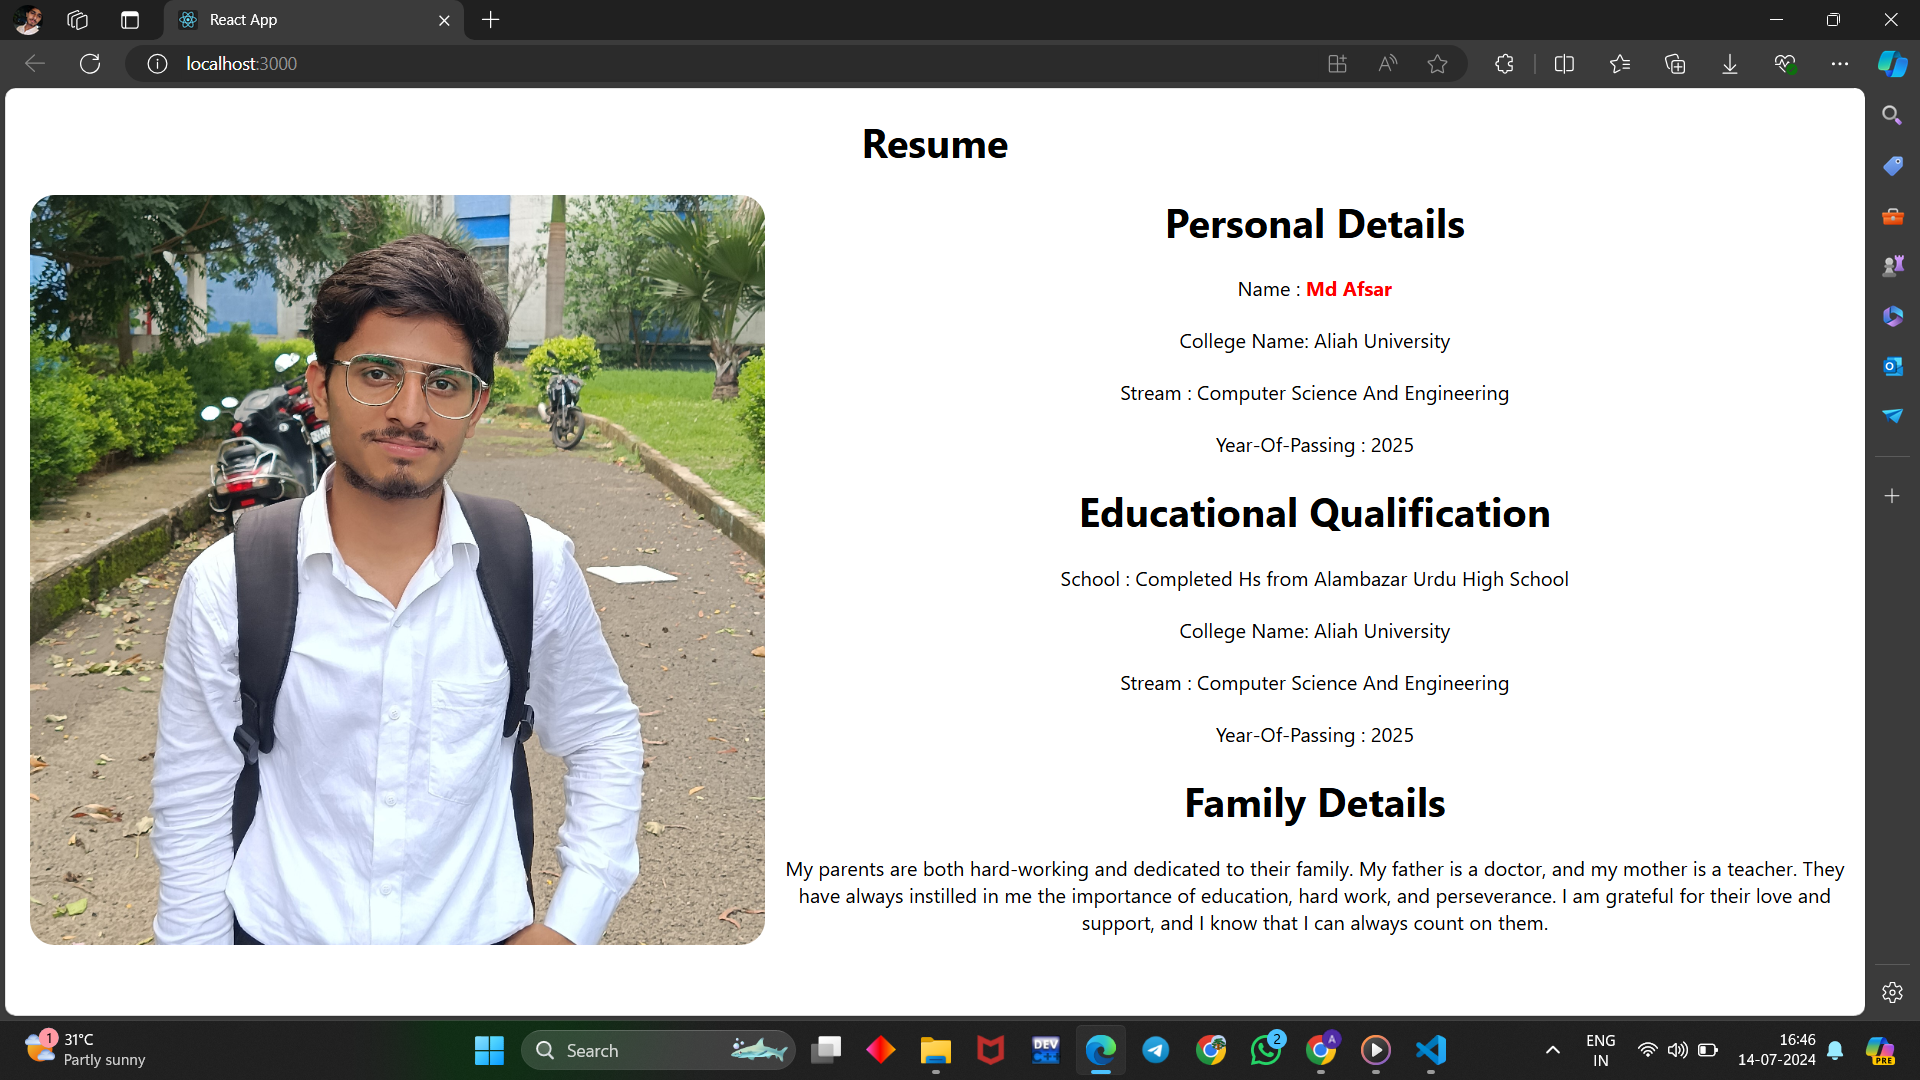 React App
localhost:3000
Resume
Personal Details
Name : Md Afsar
College Name: Aliah University
Stream : Computer Science And Engineering
Year-Of-Passing : 2025
Educational Qualification
School : Completed Hs from Alambazar Urdu High School
College Name: Aliah University
Stream : Computer Science And Engineering
Year-Of-Passing : 2025
Family Details
My parents are both hard-working and dedicated to their family. My father is a doctor, and my mother is a teacher. They
have always instilled in me the importance of education, hard work, and perseverance. I am grateful for their love and
support, and I know that I can always count on them.
1
31°C
Partly sunny
Search
DEV
C++
2
A
ENG
IN
16:46
14-07-2024
PRE